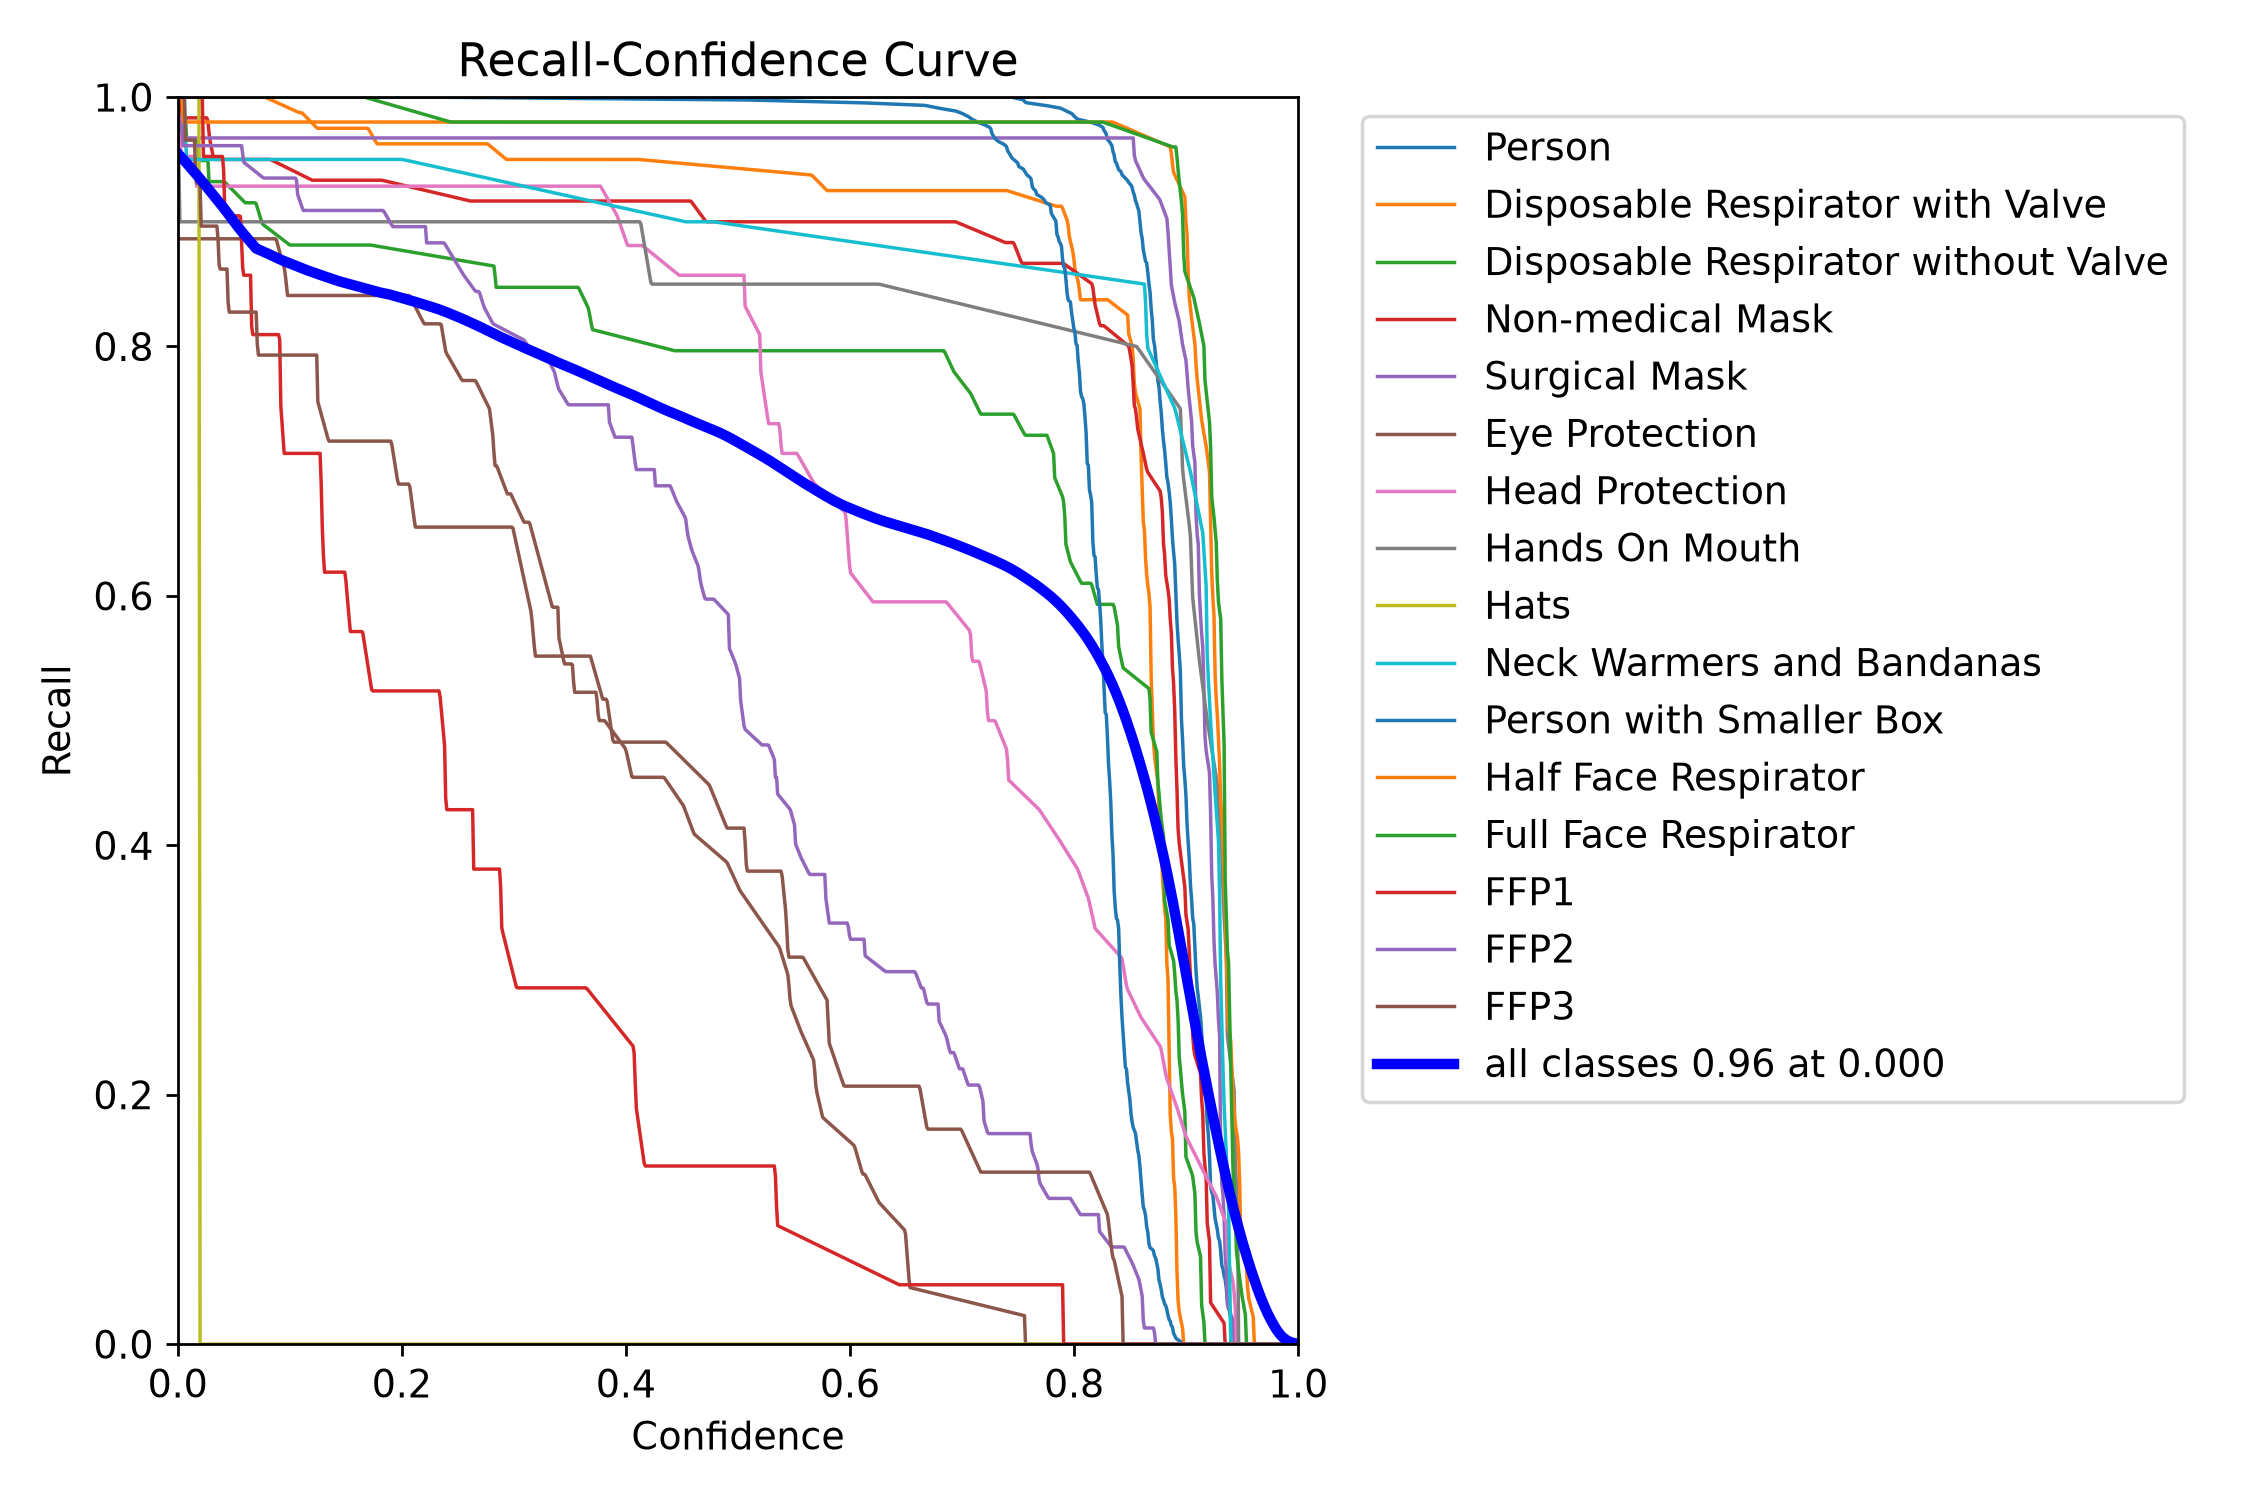 Recall-Confidence Curve
1.0
0.8
0.6
0.4
0.2
0.0
Recall
0.0 0.2 0.4 0.6 0.8 1.0
Confidence
Person
Disposable Respirator with Valve
Disposable Respirator without Valve
Non-medical Mask
Surgical Mask
Eye Protection
Head Protection
Hands On Mouth
Hats
Neck Warmers and Bandanas
Person with Smaller Box
Half Face Respirator
Full Face Respirator
FFP1
FFP2
FFP3
all classes 0.96 at 0.000